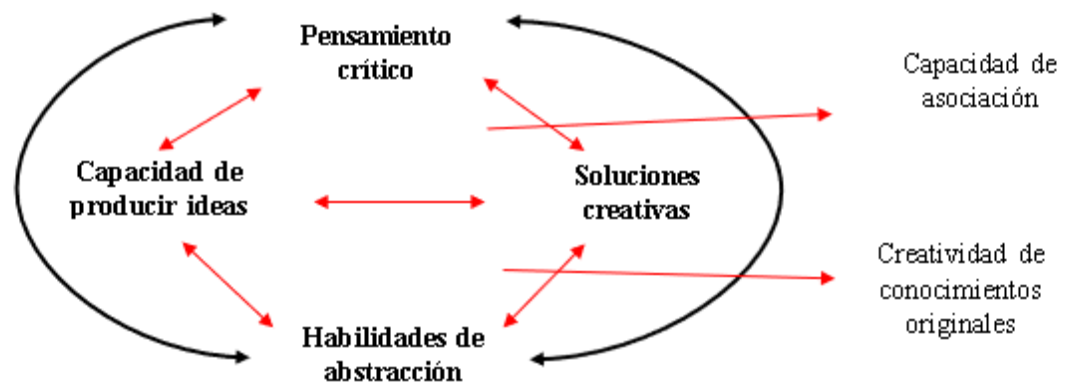 Pensamiento
crítico
Capacidad de
asociación
Capacidad de
producir ideas
Soluciones
creativas
Creatividad de
conocimientos
originales
Habilidades de
abstracción